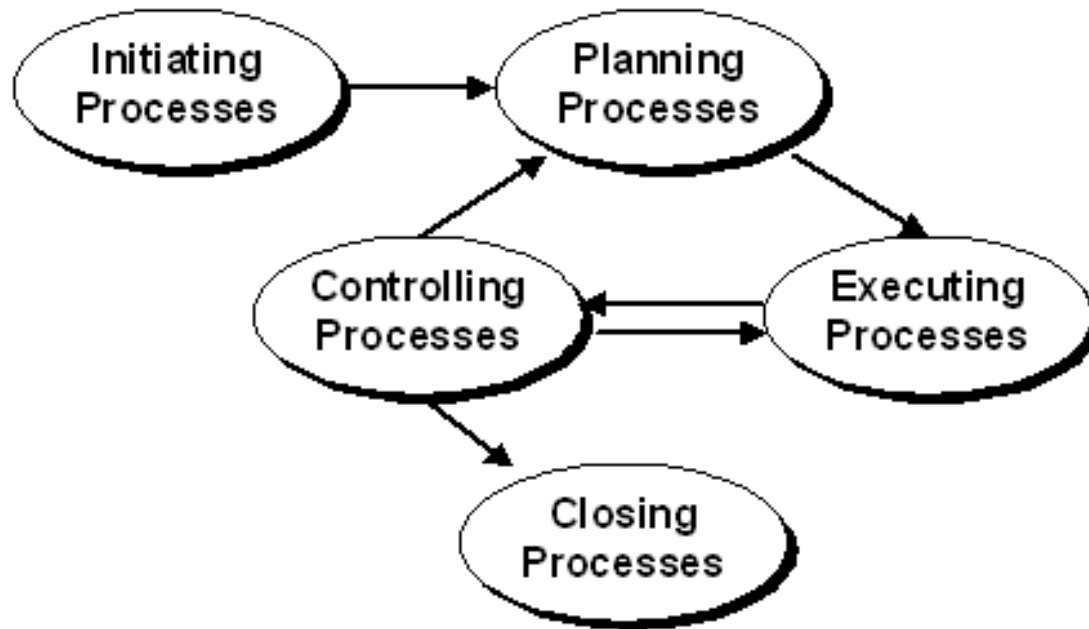 Initiating
Processes
Planning
Processes
Controlling
Processes
Executing
Processes
Closing
Processes